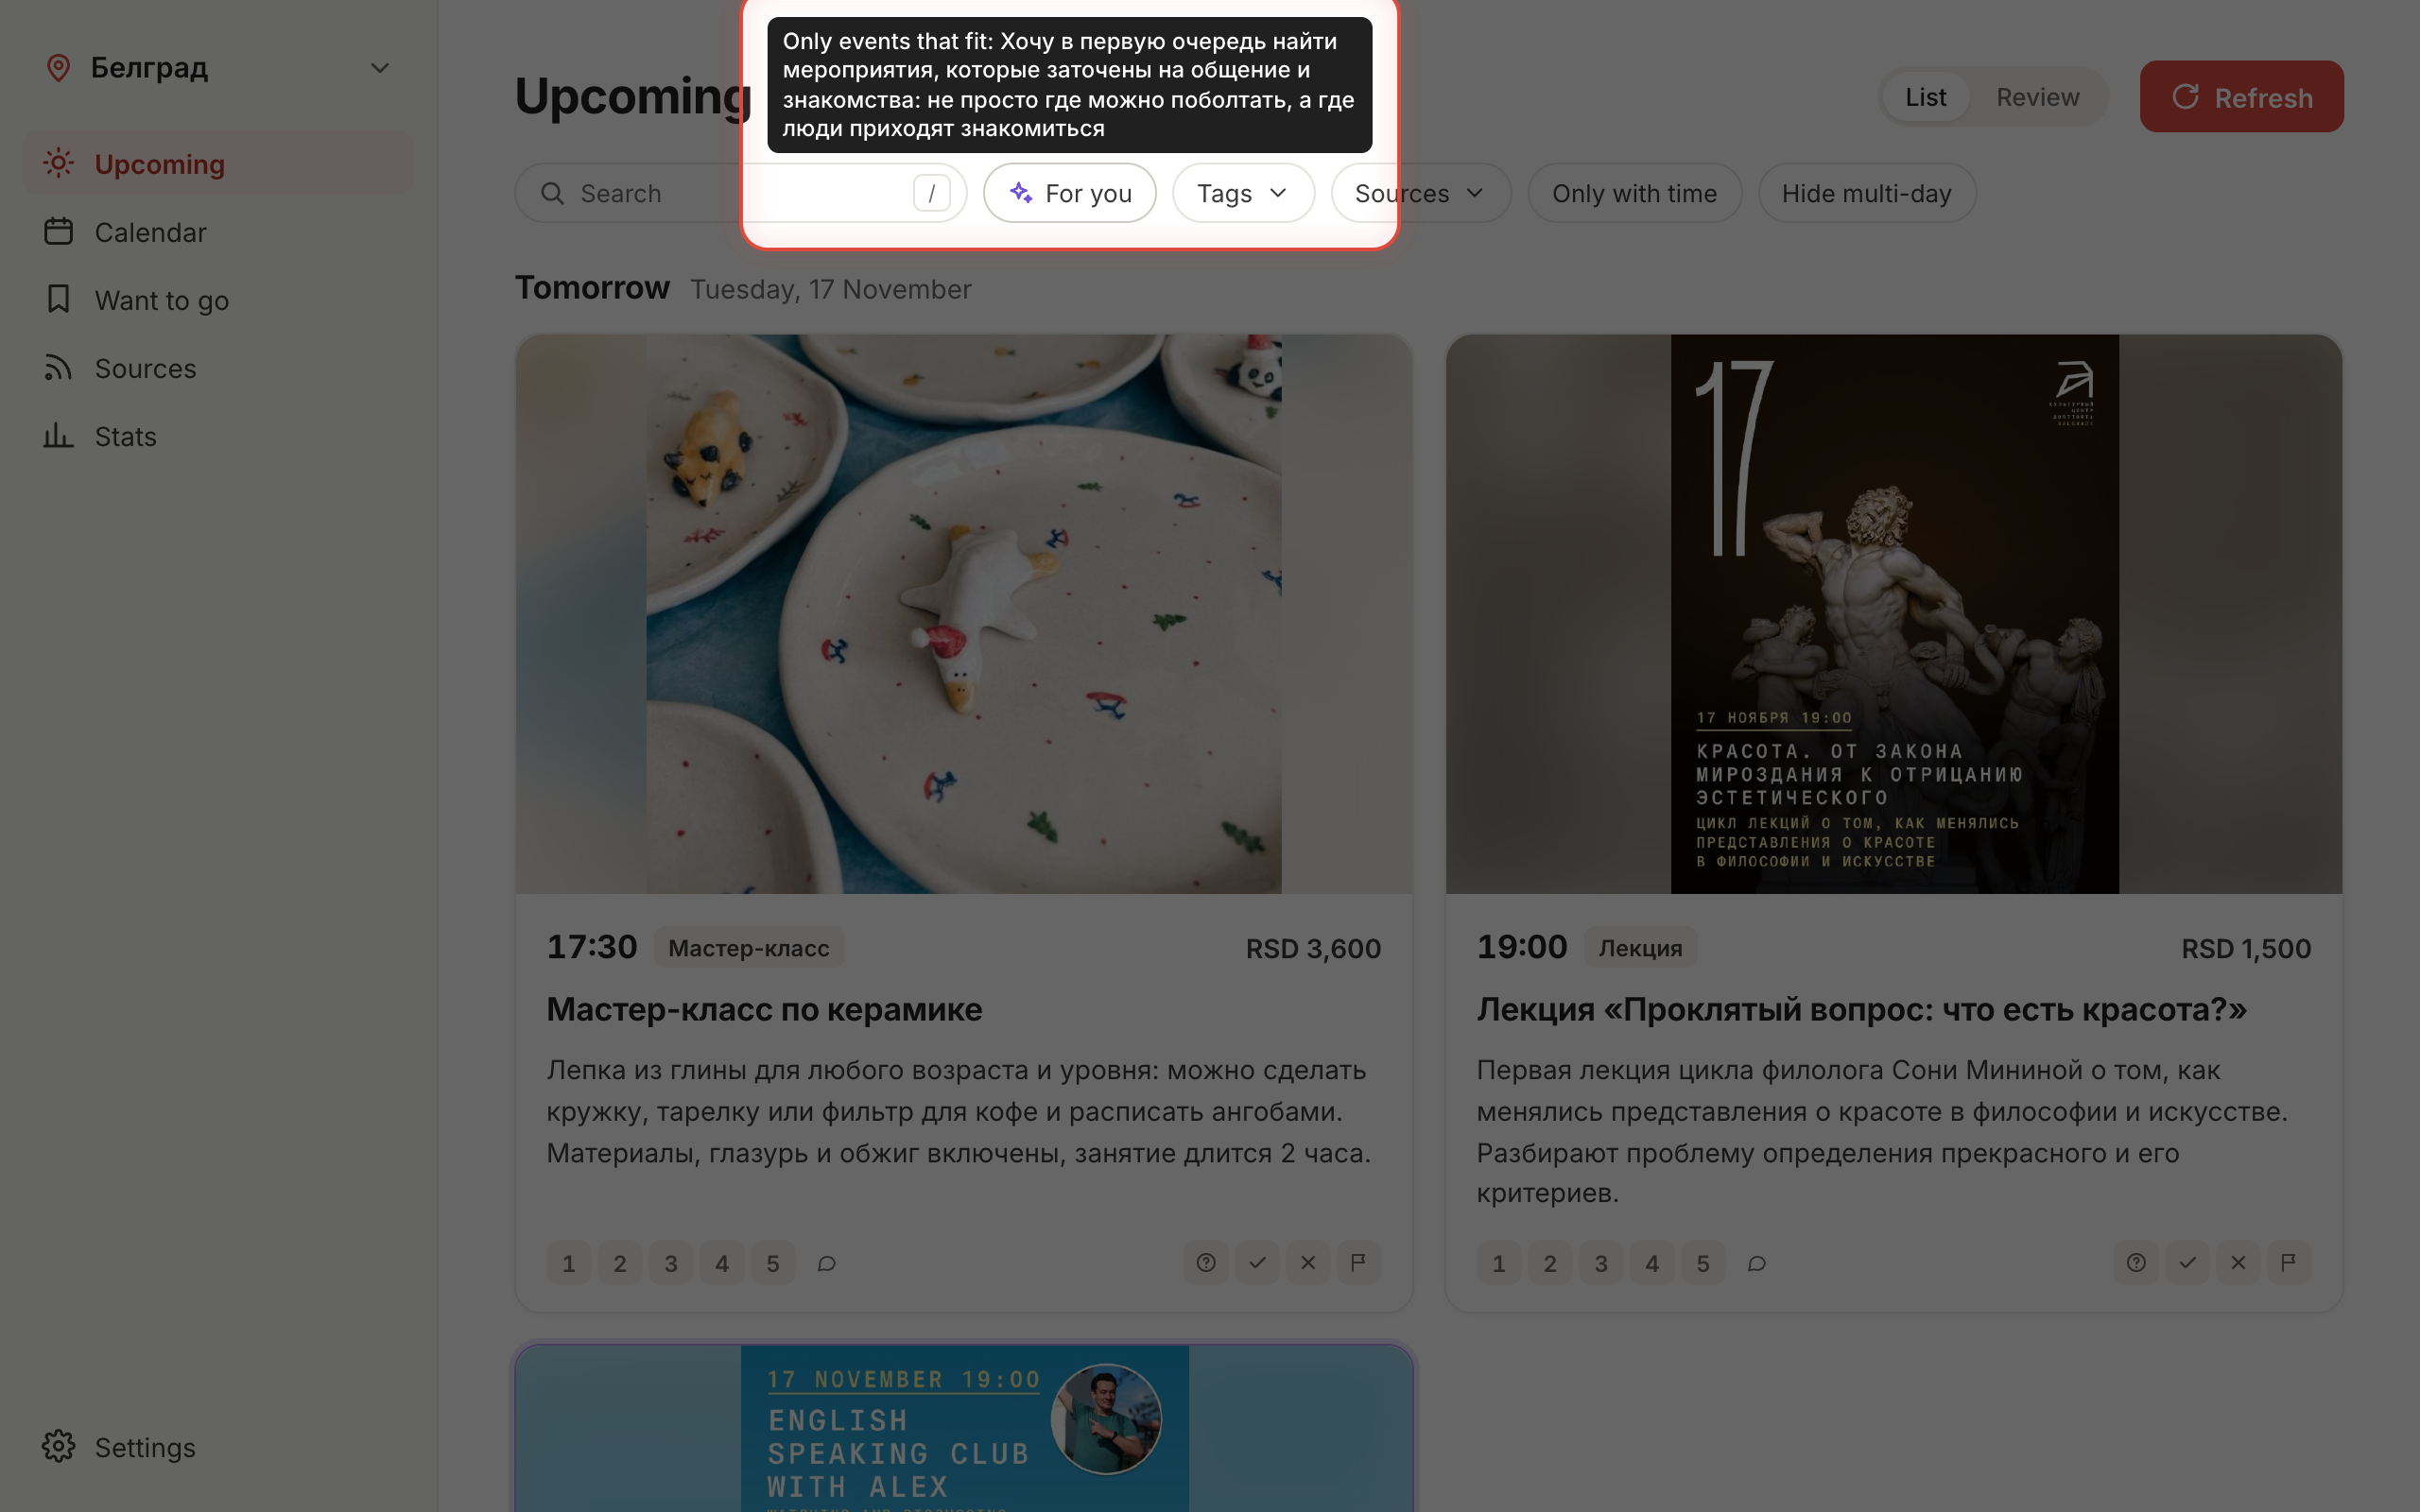 Белград
Upcoming
Calendar
Want to go
Sources
Stats
Settings
Upcoming
Only events that fit: Хочу в первую очередь найти
мероприятия, которые заточены на общение и
знакомства: не просто где можно поболтать, а где
люди приходят знакомиться
List
Review
Refresh
Search
/
For you
Tags
Sources
Only with time
Hide multi-day
Tomorrow Tuesday, 17 November
17
17 НОЯБРЯ 19:00
КРАСОТА. ОТ ЗАКОНА
МИРОЗДАНИЯ К ОТРИЦАНИЮ
ЭСТЕТИЧЕСКОГО
ЦИКЛ ЛЕКЦИЙ О ТОМ, КАК МЕНЯЛИСЬ
ПРЕДСТАВЛЕНИЯ О КРАСОТЕ
В ФИЛОСОФИИ И ИСКУССТВЕ
17:30 Мастер-класс RSD 3,600
Мастер-класс по керамике
Лепка из глины для любого возраста и уровня: можно сделать
кружку, тарелку или фильтр для кофе и расписать ангобами.
Материалы, глазурь и обжиг включены, занятие длится 2 часа.
1 2 3 4 5
19:00 Лекция RSD 1,500
Лекция «Проклятый вопрос: что есть красота?»
Первая лекция цикла филолога Сони Мининой о том, как
менялись представления о красоте в философии и искусстве.
Разбирают проблему определения прекрасного и его
критериев.
1 2 3 4 5
17 NOVEMBER 19:00
ENGLISH
SPEAKING CLUB
WITH ALEX